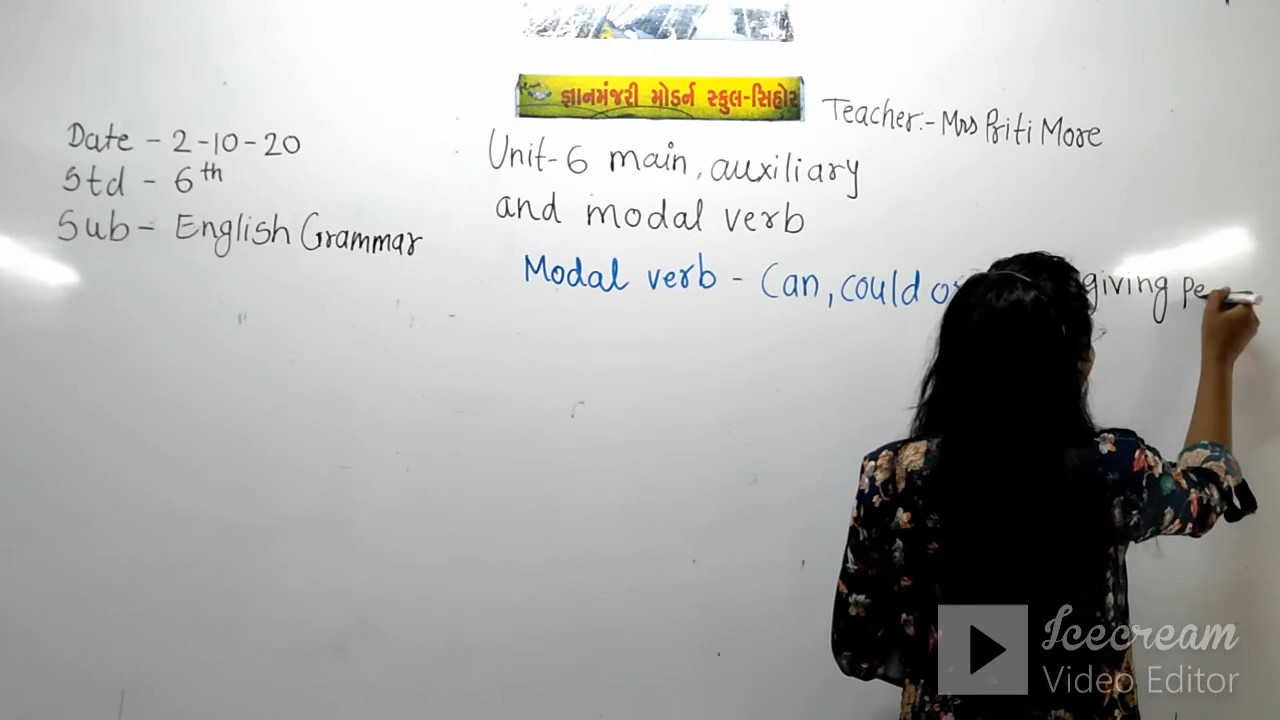 જ્ઞાનમંજરી મોડર્ન સ્કુલ-સિહોર
Teacher:- Mrs Priti More
Date - 2-10-20
Std - 6th
Sub - English Grammar
Unit-6 main, auxiliary
and modal verb
Modal verb - Can, could giving pe
Icecream
Video Editor